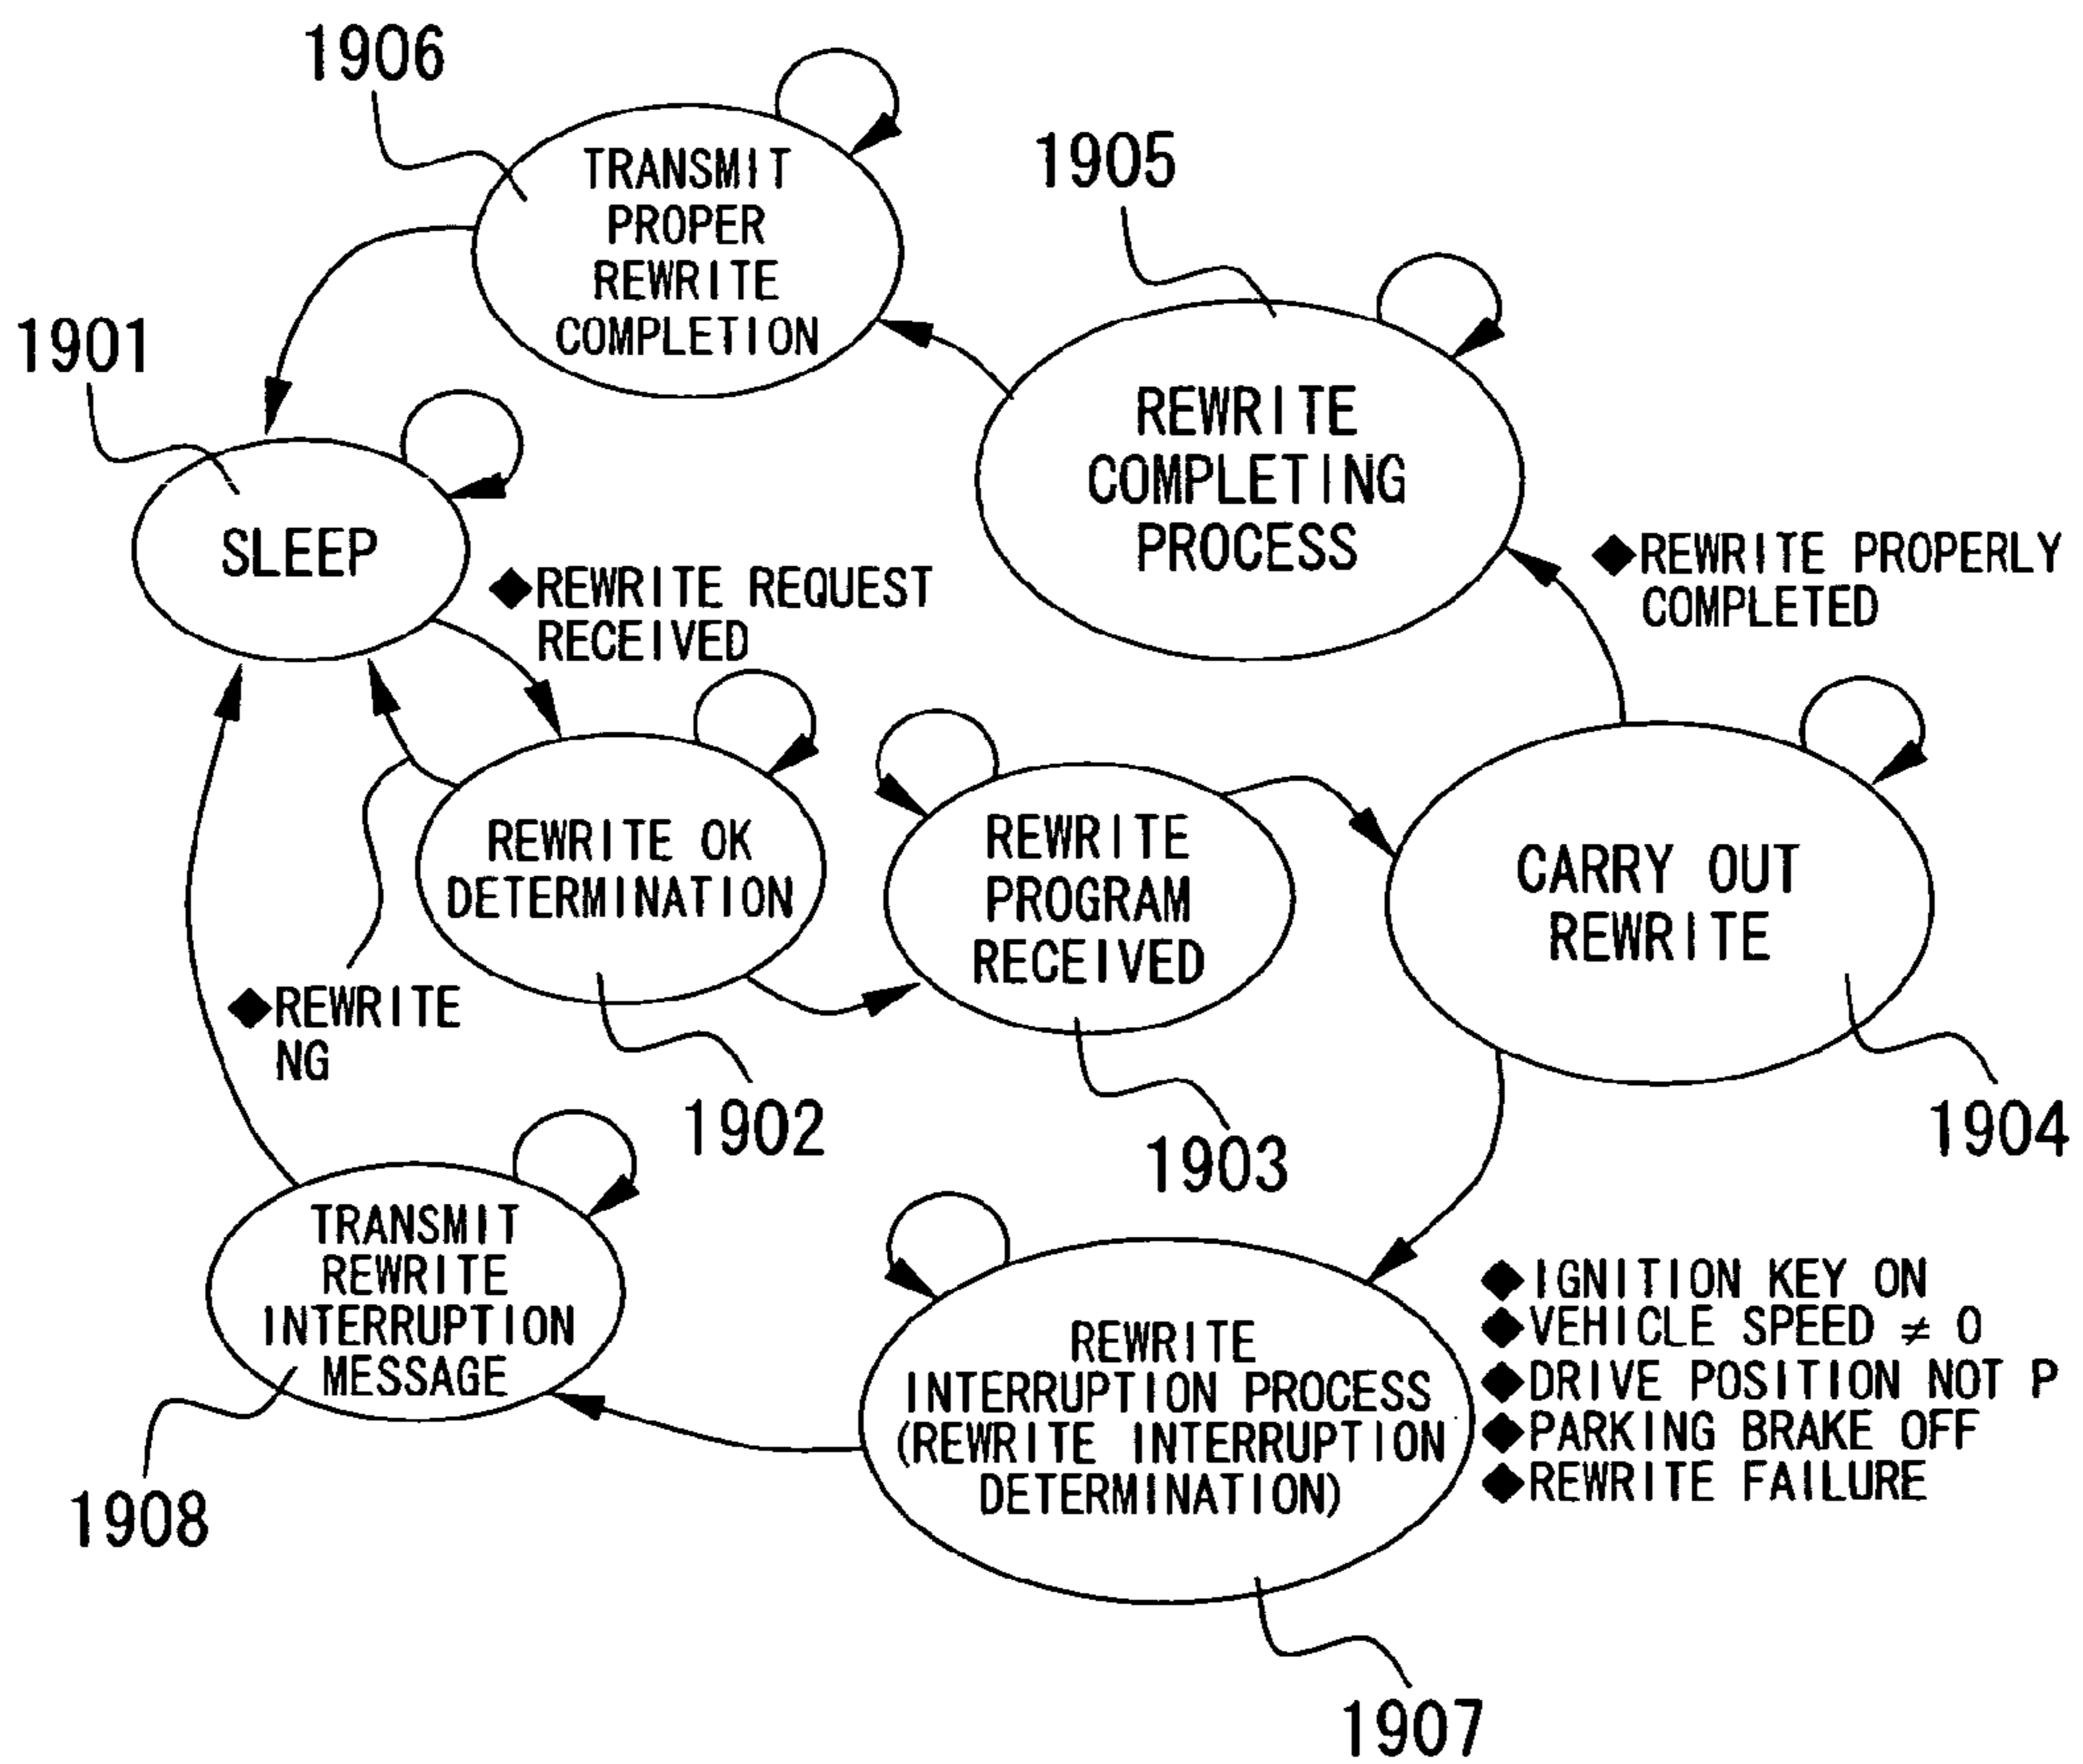 1906
TRANSMIT
PROPER
REWRITE
COMPLETION
1905
REWRITE
COMPLETING
PROCESS
1901
SLEEP
◆REWRITE REQUEST
RECEIVED
◆REWRITE PROPERLY
COMPLETED
REWRITE OK
DETERMINATION
1902
REWRITE
PROGRAM
RECEIVED
1903
CARRY OUT
REWRITE
1904
◆REWRITE
NG
TRANSMIT
REWRITE
INTERRUPTION
MESSAGE
1908
REWRITE
INTERRUPTION PROCESS
(REWRITE INTERRUPTION
DETERMINATION)
1907
◆IGNITION KEY ON
◆VEHICLE SPEED ≠ 0
◆DRIVE POSITION NOT P
◆PARKING BRAKE OFF
◆REWRITE FAILURE